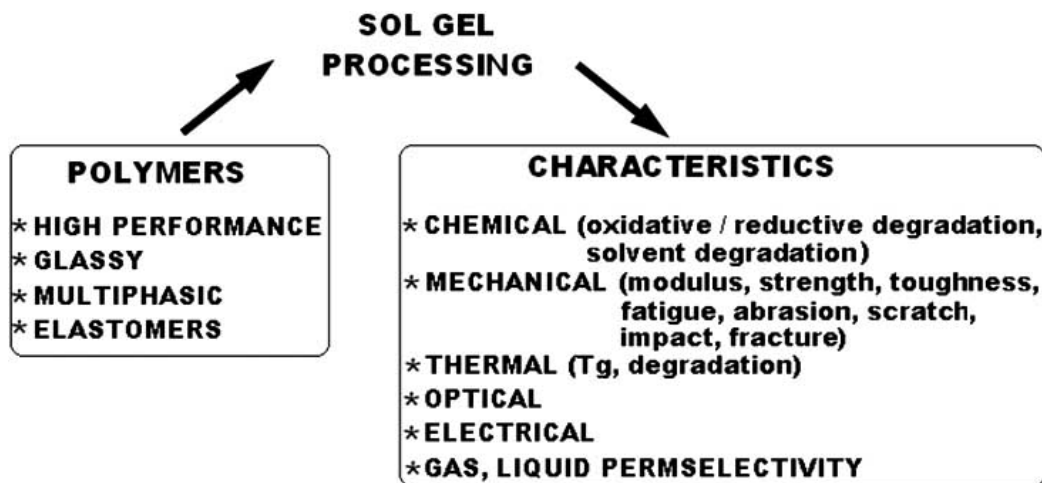 SOL GEL
PROCESSING
POLYMERS
* HIGH PERFORMANCE
* GLASSY
* MULTIPHASIC
* ELASTOMERS
CHARACTERISTICS
* CHEMICAL (oxidative / reductive degradation,
solvent degradation)
* MECHANICAL (modulus, strength, toughness,
fatigue, abrasion, scratch,
impact, fracture)
* THERMAL (Tg, degradation)
* OPTICAL
* ELECTRICAL
* GAS, LIQUID PERMSELECTIVITY